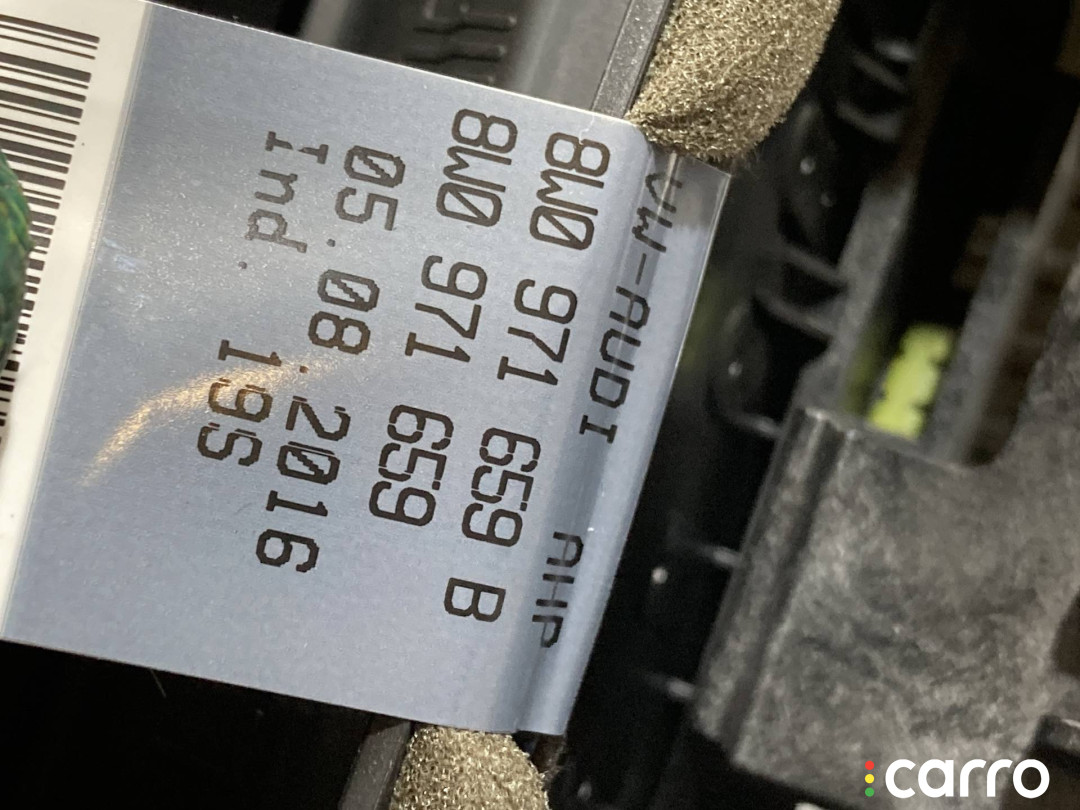 VW-AUDI AHP
8W0 971 659 B
8W0 971 659
05.08.2016
Ind. 19S
carro